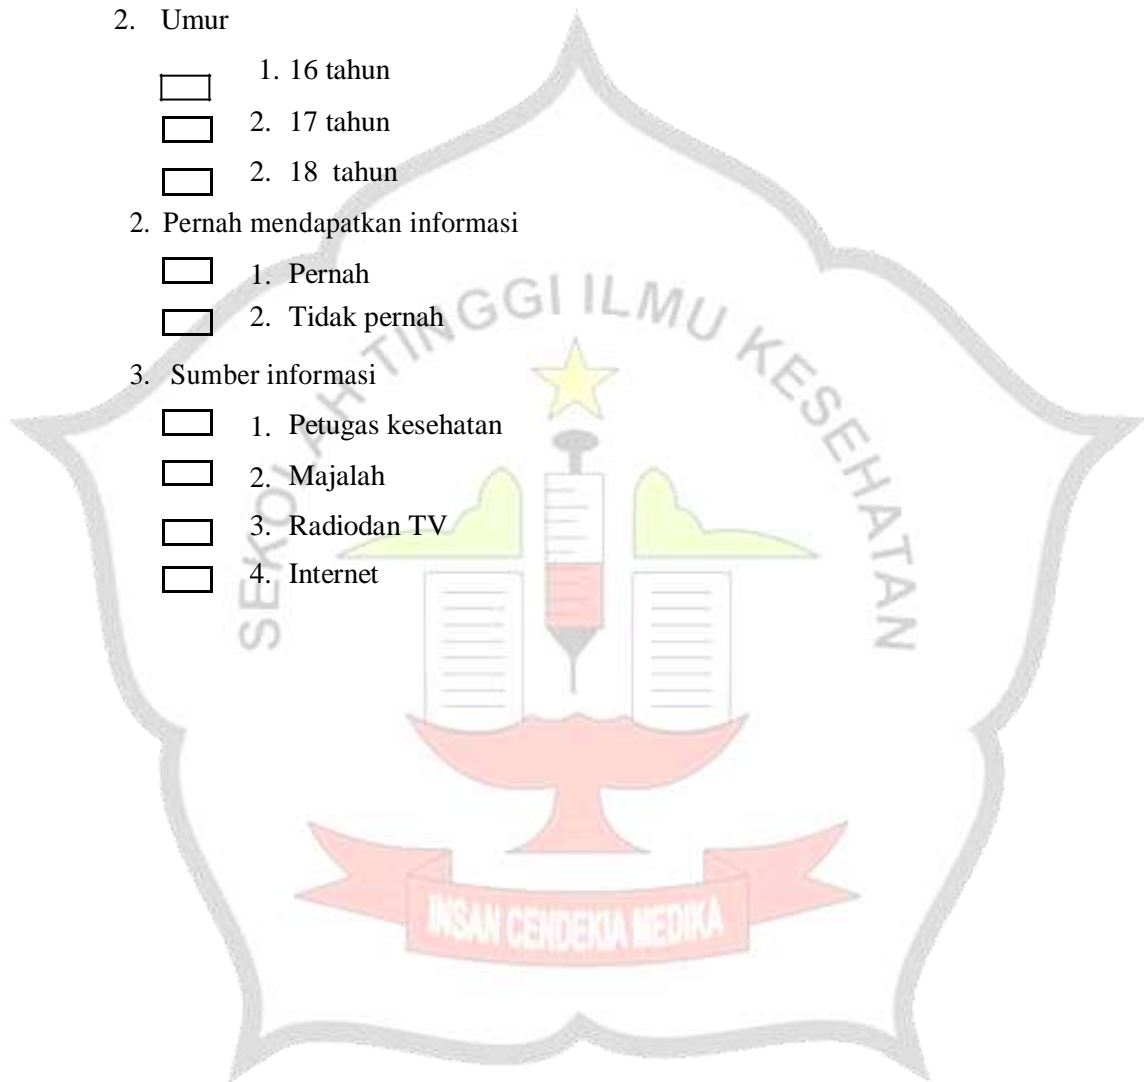 2. Umur
1. 16 tahun
2. 17 tahun
2. 18 tahun
2. Pernah mendapatkan informasi
1. Pernah
2. Tidak pernah
3. Sumber informasi
1. Petugas kesehatan
2. Majalah
3. Radiodan TV
4. Internet
SEKOLAH TINGGI ILMU KESEHATAN
INSAN CENDEKIA MEDIKA